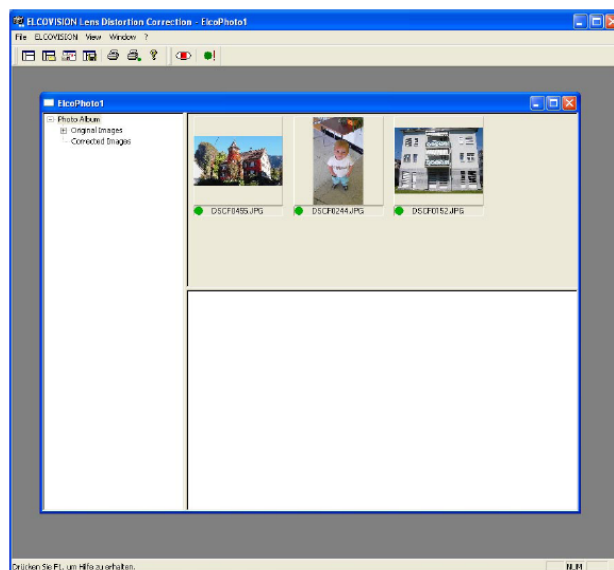 ELCOVISION Lens Distortion Correction - ElcoPhoto1
File ELCOVISION View Window ?
ElcoPhoto1
Photo Album
Original Images
Corrected Images
DSCF0455.JPG DSCF0244.JPG DSCF0152.JPG
Drücken Sie F1, um Hilfe zu erhalten. NUM